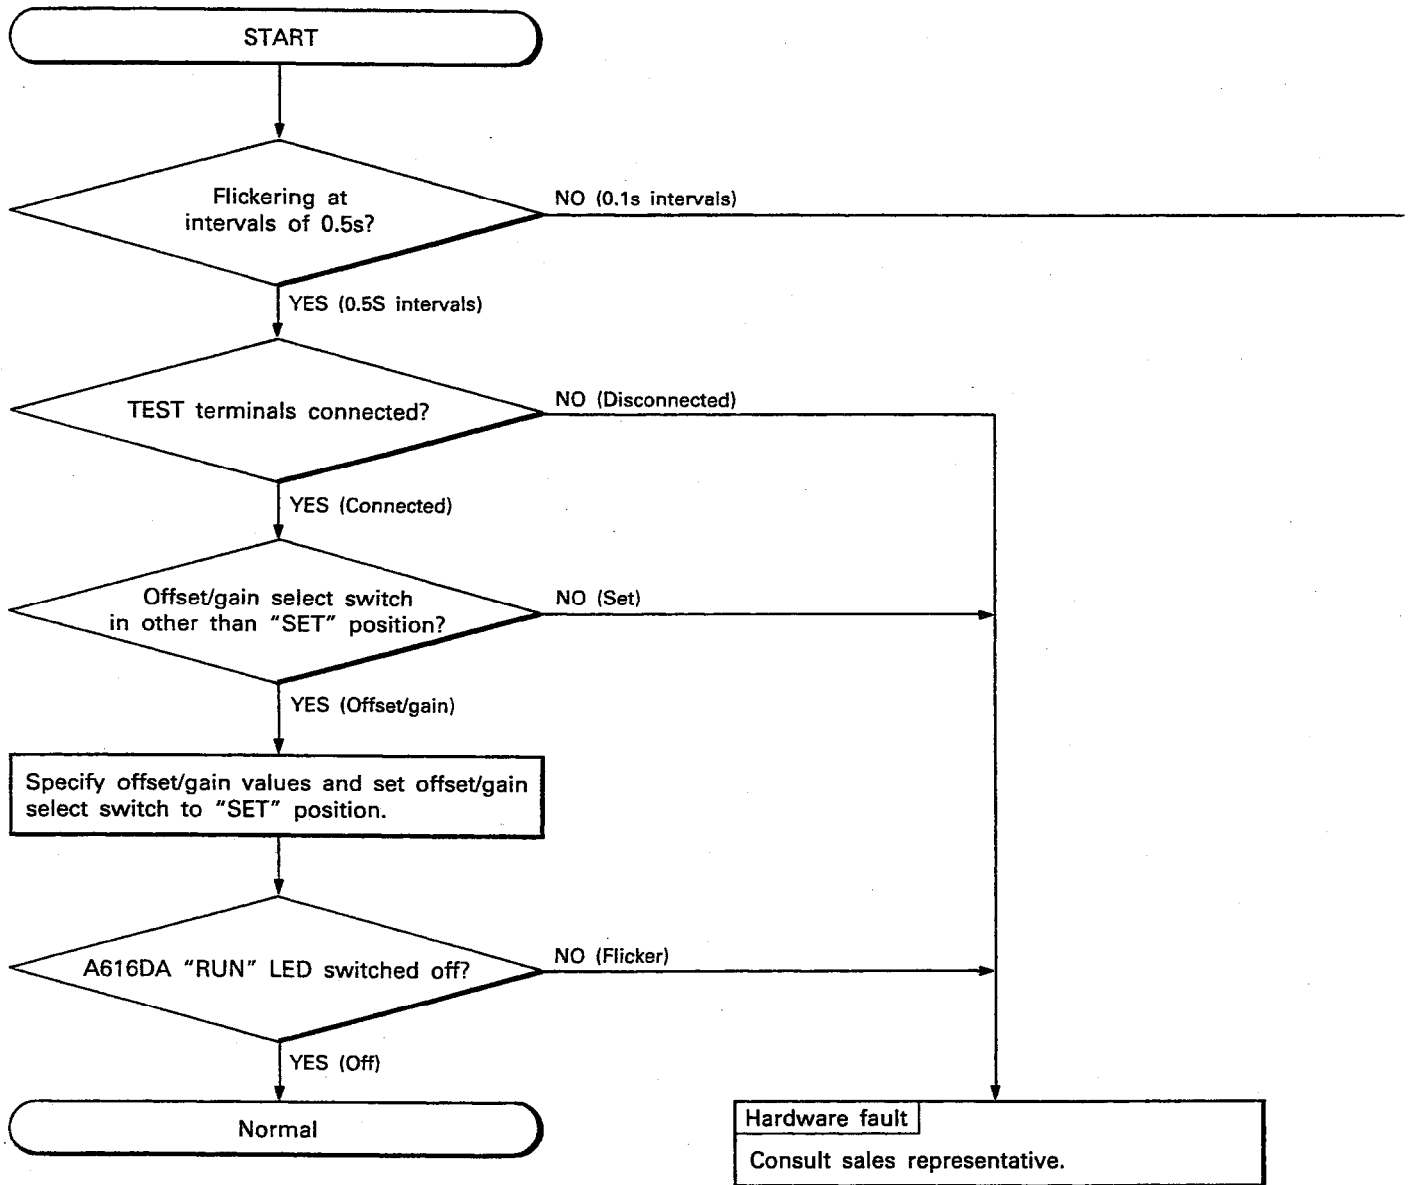 START
Flickering at
intervals of 0.5s?
NO (0.1s intervals)
YES (0.5S intervals)
TEST terminals connected?
NO (Disconnected)
YES (Connected)
Offset/gain select switch
in other than “SET” position?
NO (Set)
YES (Offset/gain)
Specify offset/gain values and set offset/gain
select switch to “SET” position.
A616DA “RUN” LED switched off?
NO (Flicker)
YES (Off)
Normal
Hardware fault
Consult sales representative.